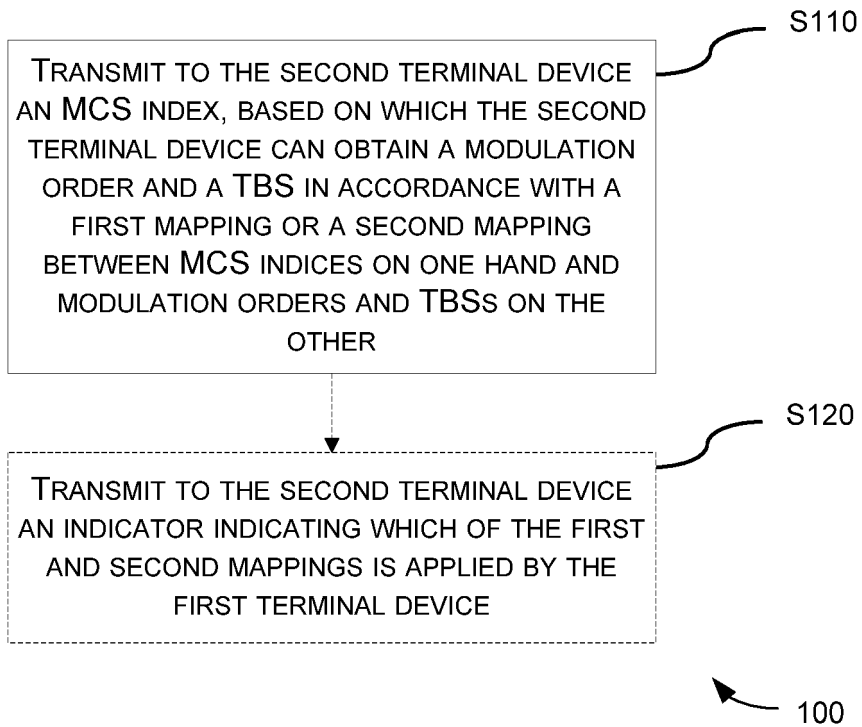 S110
TRANSMIT TO THE SECOND TERMINAL DEVICE
AN MCS INDEX, BASED ON WHICH THE SECOND
TERMINAL DEVICE CAN OBTAIN A MODULATION
ORDER AND A TBS IN ACCORDANCE WITH A
FIRST MAPPING OR A SECOND MAPPING
BETWEEN MCS INDICES ON ONE HAND AND
MODULATION ORDERS AND TBSS ON THE
OTHER
S120
TRANSMIT TO THE SECOND TERMINAL DEVICE
AN INDICATOR INDICATING WHICH OF THE FIRST
AND SECOND MAPPINGS IS APPLIED BY THE
FIRST TERMINAL DEVICE
100